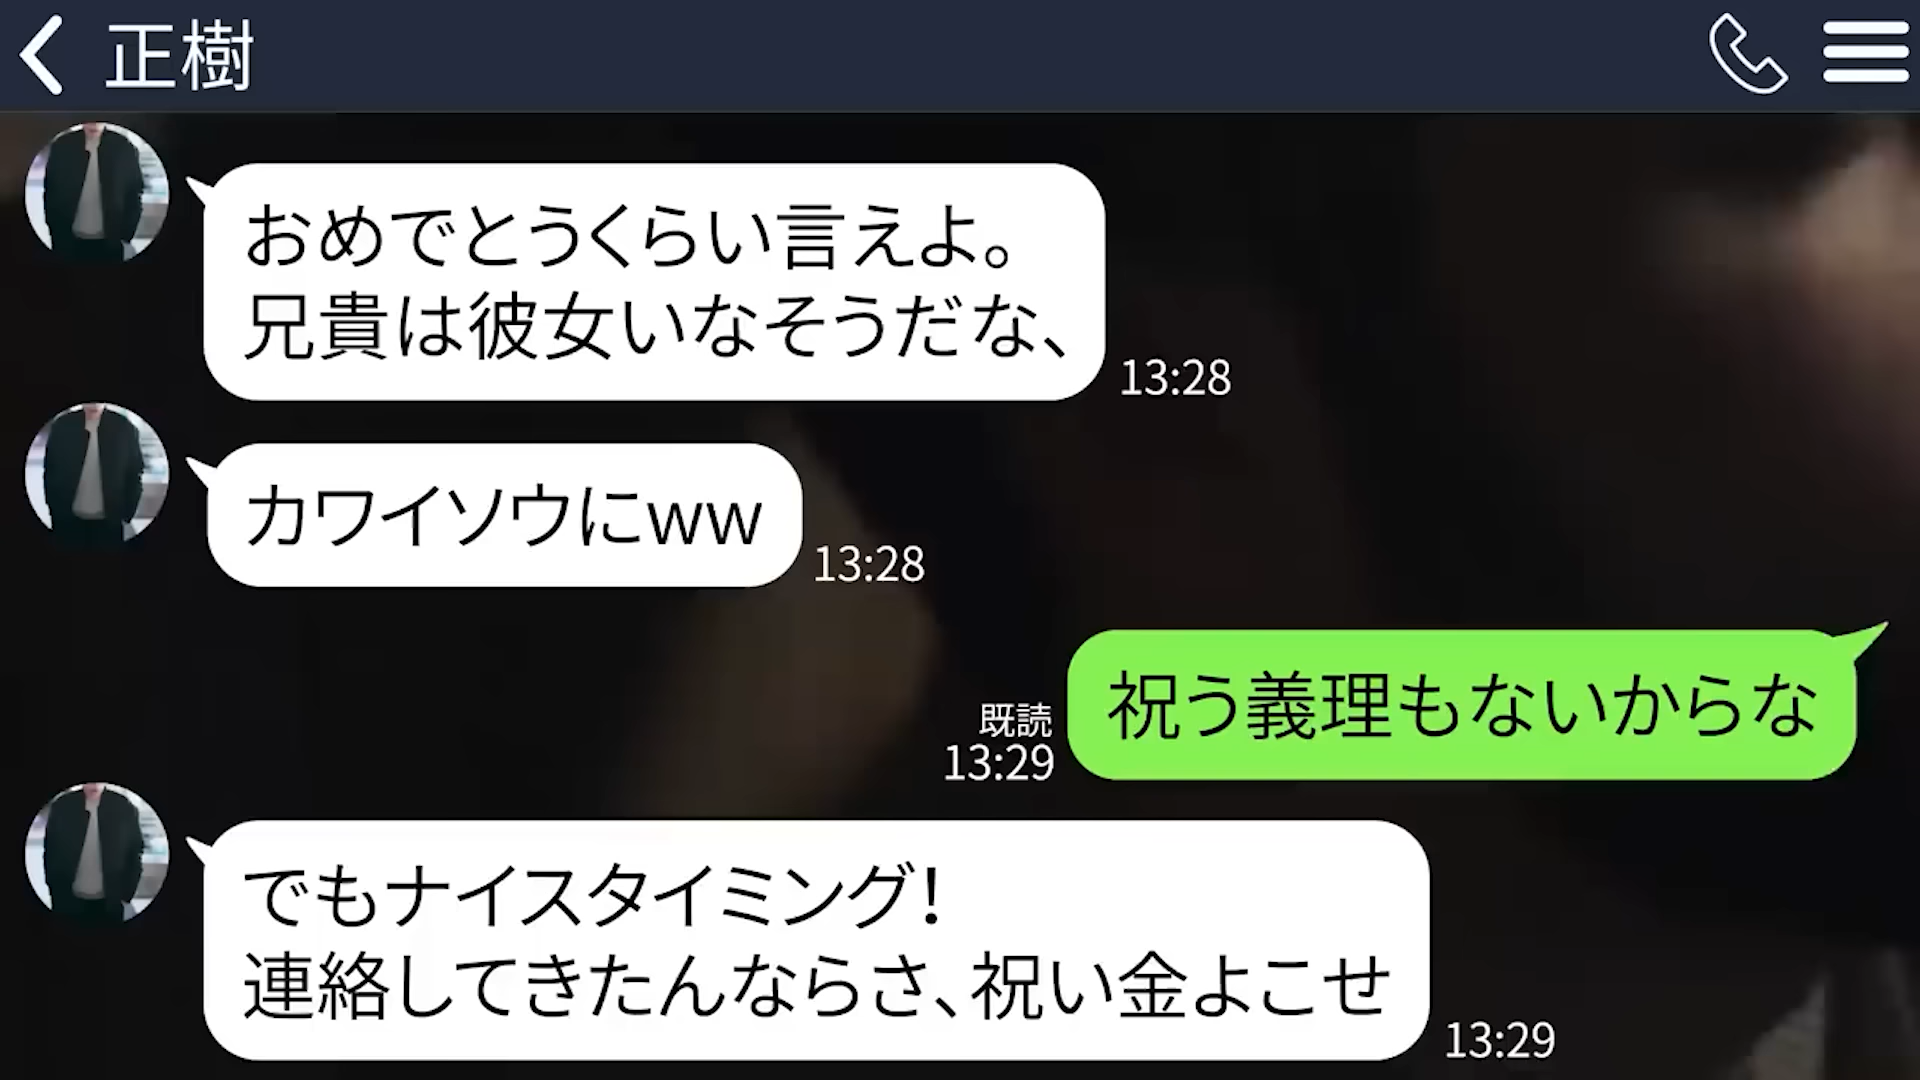 正樹
おめでとうくらい言えよ。
兄貴は彼女いなそうだな、
13:28
カワイソウにww
13:28
祝う義理もないからな
既読
13:29
でもナイスタイミング！
連絡してきたんならさ、祝い金よこせ
13:29